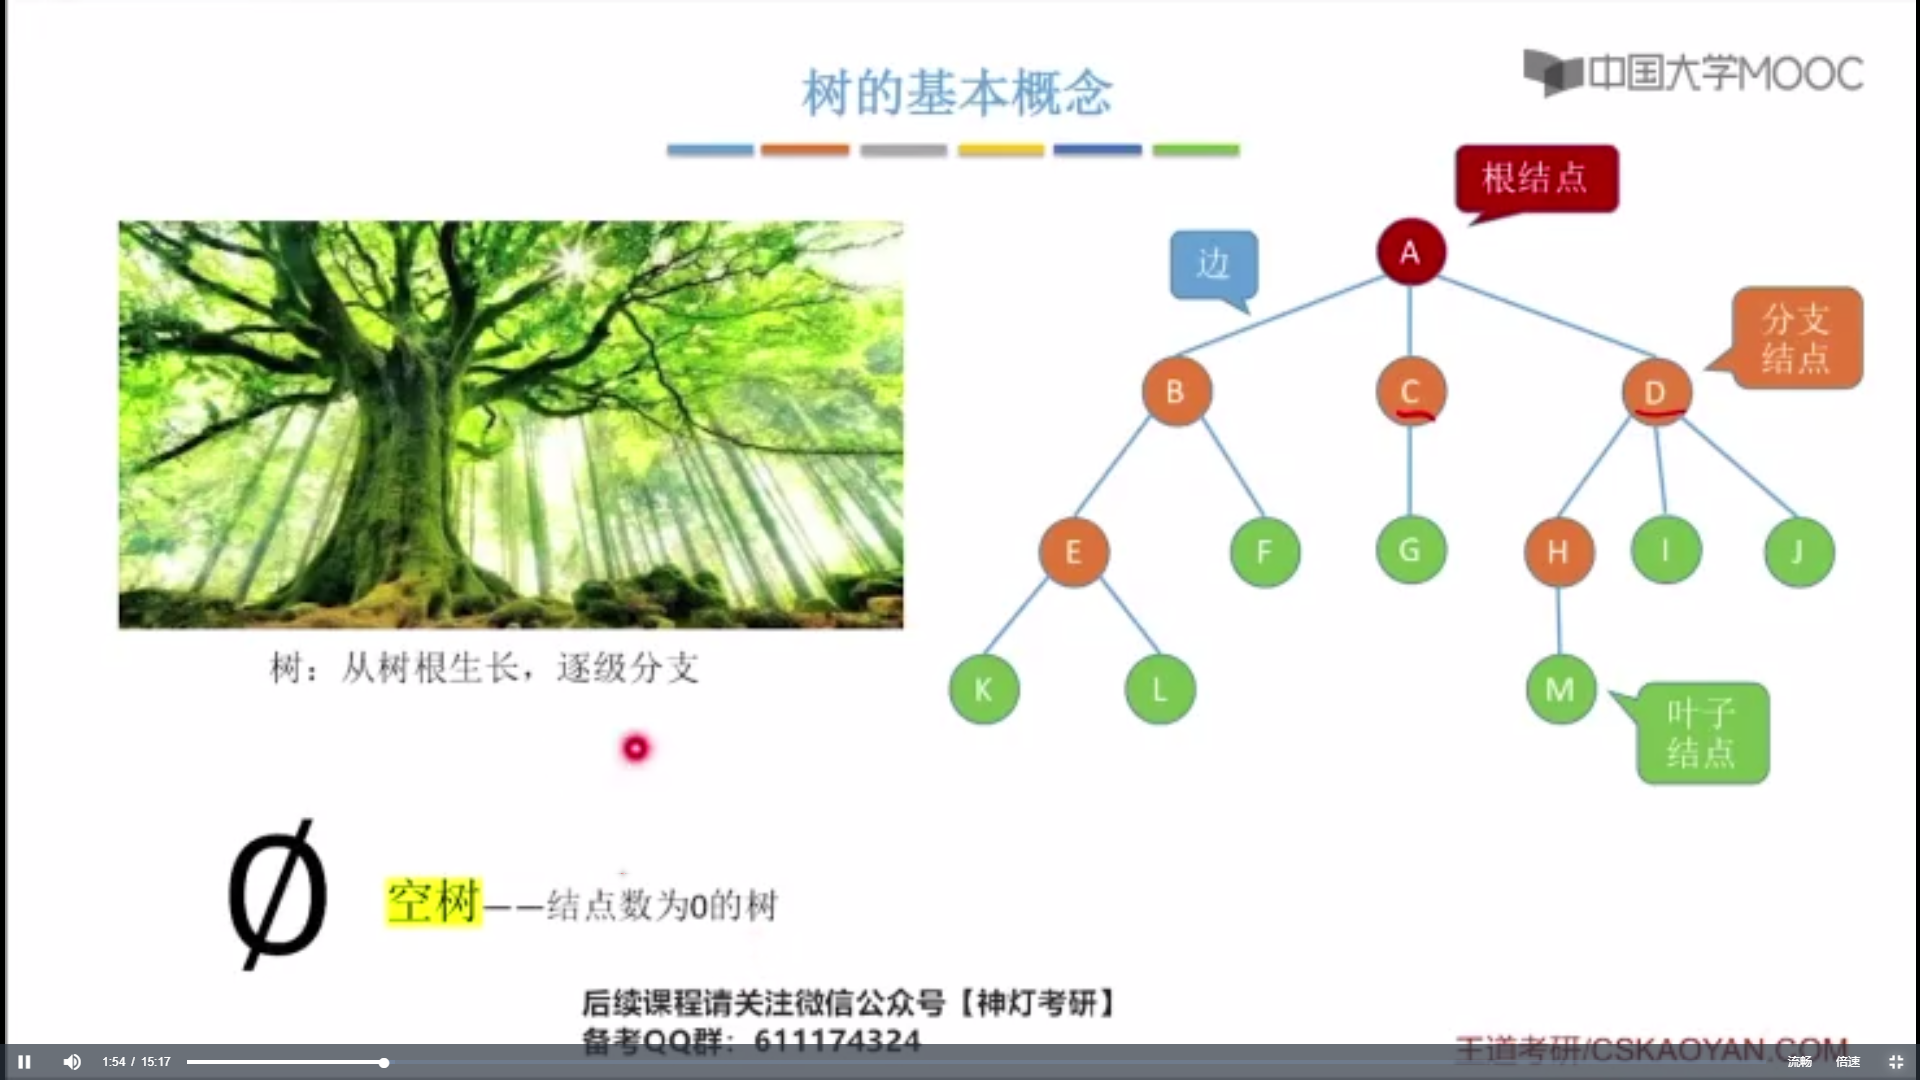 树的基本概念
中国大学MOOC
根结点
边
A
分支
结点
B
C
D
E
F
G
H
I
J
K
L
M
叶子
结点
树：从树根生长，逐级分支
Ø
空树——结点数为0的树
后续课程请关注微信公众号【神灯考研】
备考QQ群：611174324
王道考研/CSKAOYAN.COM
1:54 / 15:17
流畅
倍速